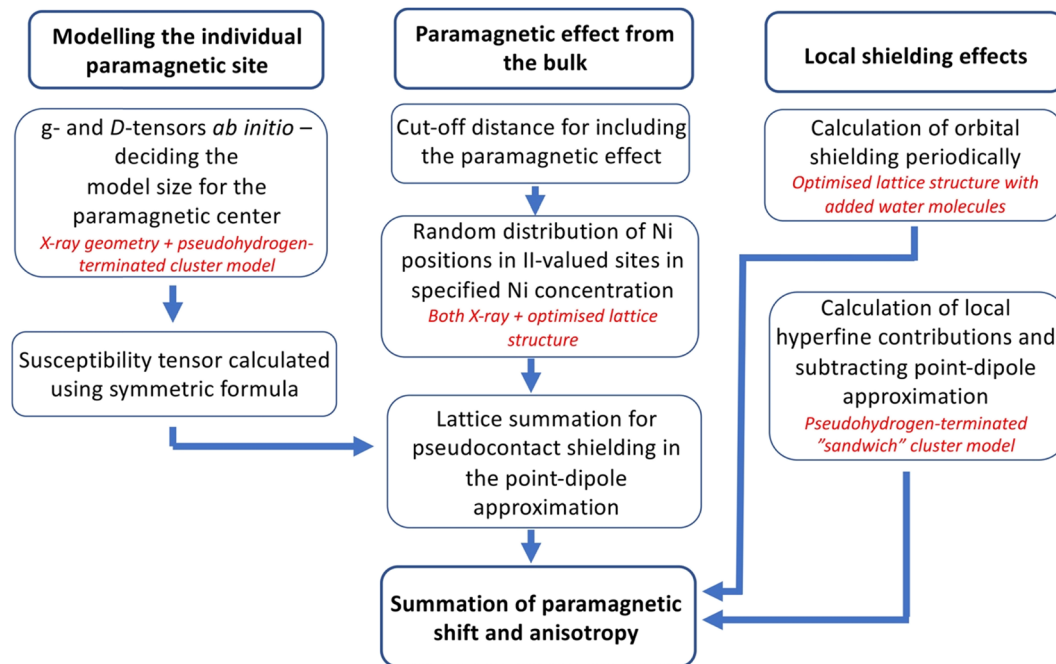 Modelling the individual
paramagnetic site
g- and D-tensors ab initio –
deciding the
model size for the
paramagnetic center
X-ray geometry + pseudohydrogen-
terminated cluster model
Susceptibility tensor calculated
using symmetric formula
Paramagnetic effect from
the bulk
Cut-off distance for including
the paramagnetic effect
Random distribution of Ni
positions in II-valued sites in
specified Ni concentration
Both X-ray + optimised lattice
structure
Lattice summation for
pseudocontact shielding in
the point-dipole
approximation
Summation of paramagnetic
shift and anisotropy
Local shielding effects
Calculation of orbital
shielding periodically
Optimised lattice structure with
added water molecules
Calculation of local
hyperfine contributions and
subtracting point-dipole
approximation
Pseudohydrogen-terminated
”sandwich” cluster model